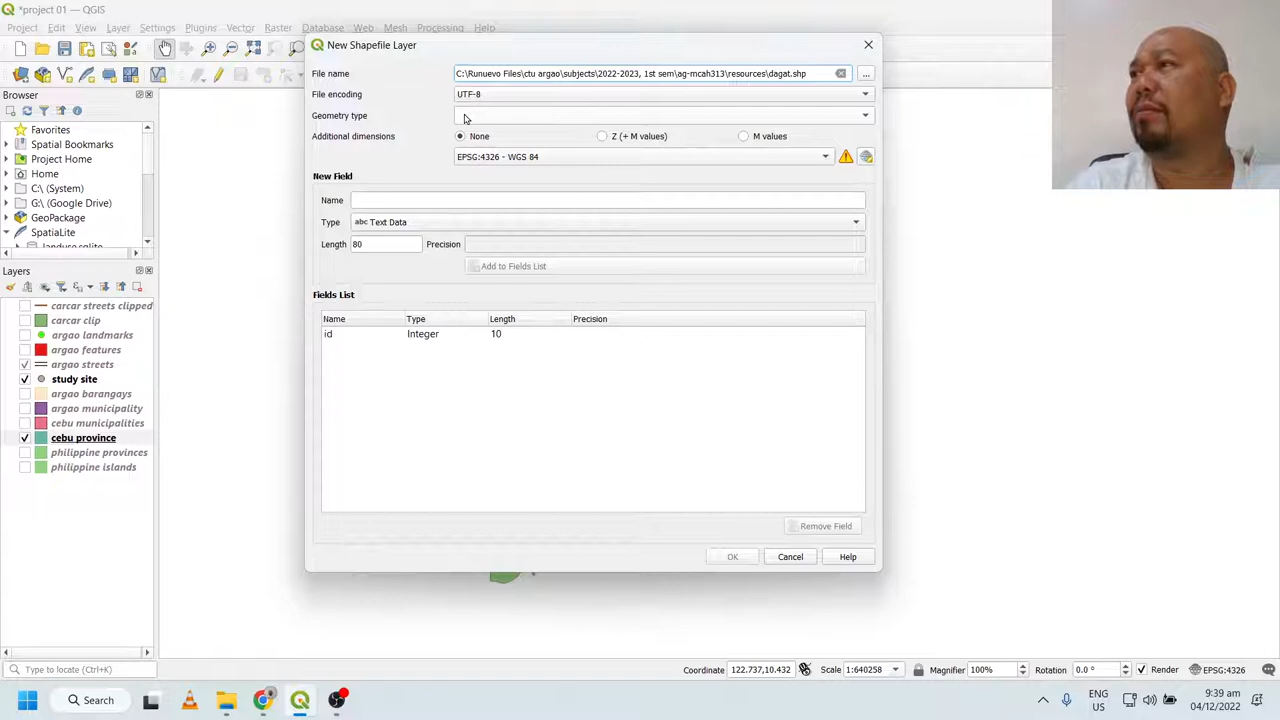 *project 01 — QGIS
Project Edit View Layer Settings Plugins Vector Raster Database Web Mesh Processing Help
New Shapefile Layer
File name C:\Runuevo Files\ctu argao\subjects\2022-2023, 1st sem\ag-mcah313\resources\dagat.shp ...
File encoding UTF-8
Geometry type
Additional dimensions None Z (+ M values) M values
EPSG:4326 - WGS 84
New Field
Name
Type abc Text Data
Length 80 Precision
Add to Fields List
Fields List
Name Type Length Precision
id Integer 10
Remove Field
OK Cancel Help
Browser
Favorites
Spatial Bookmarks
Project Home
Home
C:\ (System)
G:\ (Google Drive)
GeoPackage
SpatiaLite
Layers
carcar streets clipped
carcar clip
argao landmarks
argao features
argao streets
study site
argao barangays
argao municipality
cebu municipalities
cebu province
philippine provinces
philippine islands
Type to locate (Ctrl+K)
Coordinate 122.737,10.432 Scale 1:640258 Magnifier 100% Rotation 0.0 ° Render EPSG:4326
Search
ENG
US
9:39 am
04/12/2022